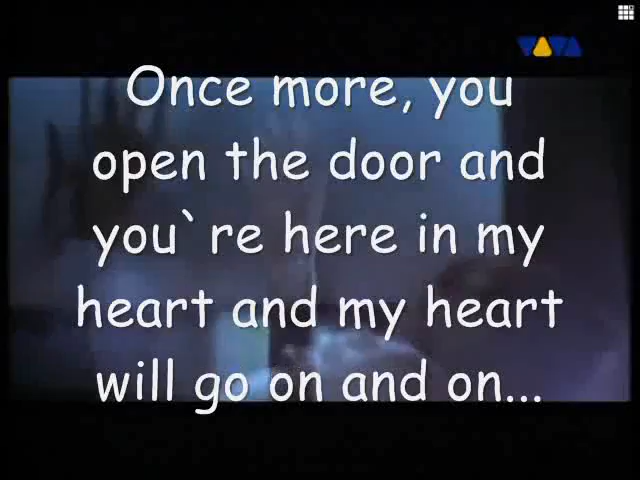 VIVA
Once more, you
open the door and
you`re here in my
heart and my heart
will go on and on...